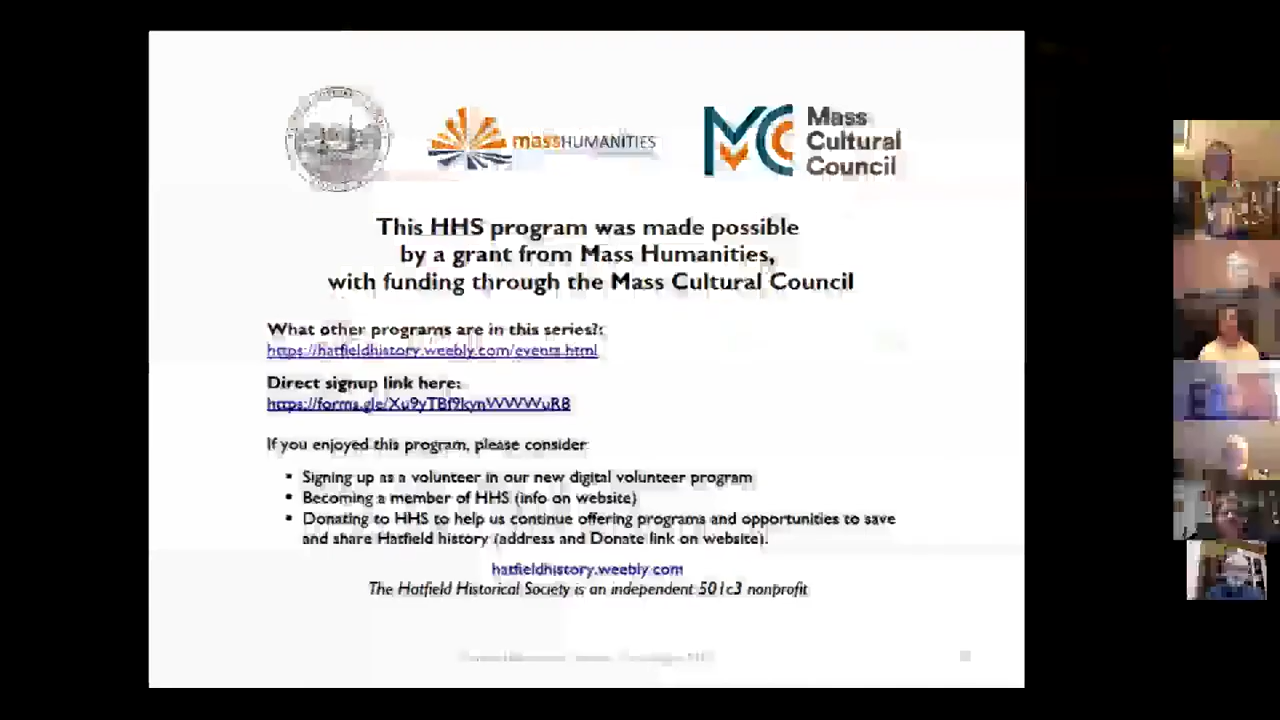 massHUMANITIES
Mass
Cultural
Council
This HHS program was made possible
by a grant from Mass Humanities,
with funding through the Mass Cultural Council
What other programs are in this series?:
https://hatfieldhistory.weebly.com/events.html
Direct signup link here:
https://forms.gle/Xu9yTBf9kynWWWuR8
If you enjoyed this program, please consider
▪ Signing up as a volunteer in our new digital volunteer program
▪ Becoming a member of HHS (info on website)
▪ Donating to HHS to help us continue offering programs and opportunities to save
and share Hatfield history (address and Donate link on website).
hatfieldhistory.weebly.com
The Hatfield Historical Society is an independent 501c3 nonprofit